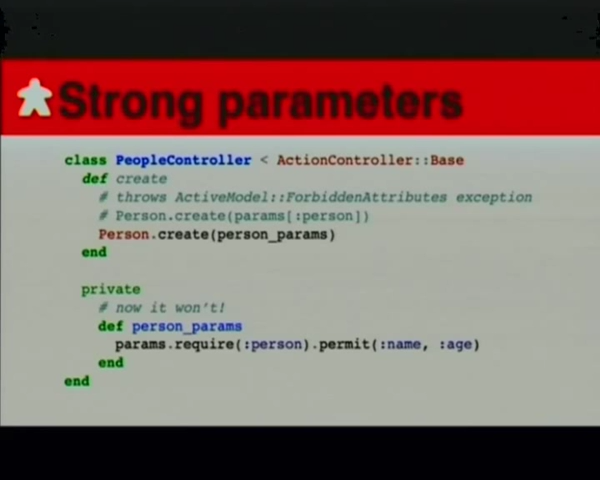 Strong parameters
class PeopleController < ActionController::Base
def create
# throws ActiveModel::ForbiddenAttributes exception
# Person.create(params[:person])
Person.create(person_params)
end
private
# now it won't!
def person_params
params.require(:person).permit(:name, :age)
end
end